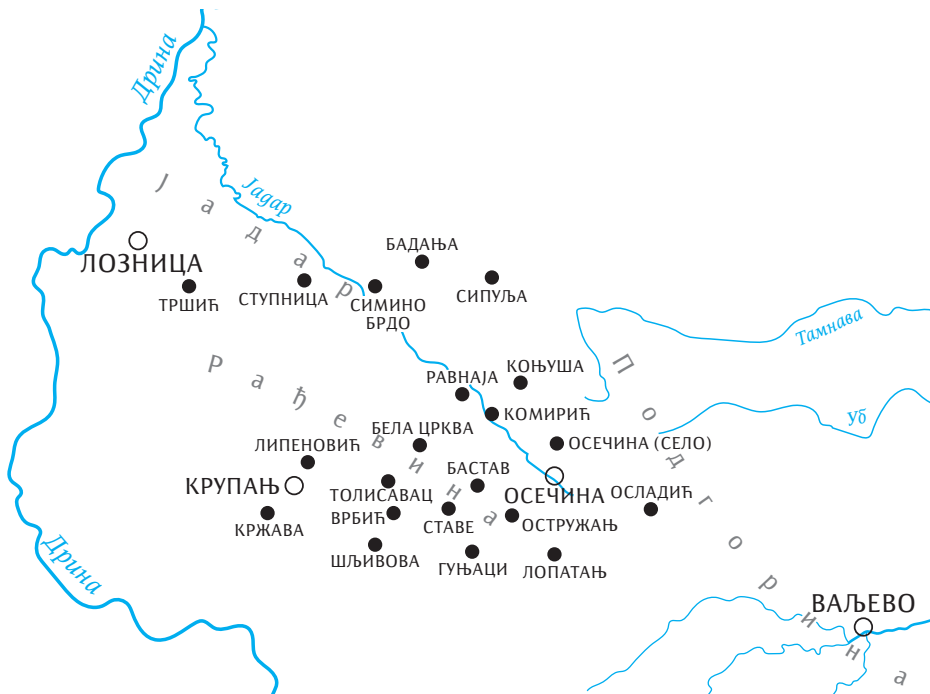 Дрина
Јадар
Јадар
ЛОЗНИЦА
ТРШИЋ
СТУПНИЦА
СИМИНО
БРДО
БАДАЊА
СИПУЉА
Тамнава
Рађевина
Подгорина
РАВНАЈА
КОЊУША
КОМИРИЋ
Уб
БЕЛА ЦРКВА
ОСЕЧИНА (СЕЛО)
ЛИПЕНОВИЋ
КРУПАЊ
ТОЛИСАВАЦ
БАСТАВ
ОСЕЧИНА
ОСЛАДИЋ
КРЖАВА
ВРБИЋ
СТАВЕ
ОСТРУЖАЊ
ШЉИВОВА
ГУЊАЦИ
ЛОПАТАЊ
Дрина
ВАЉЕВО